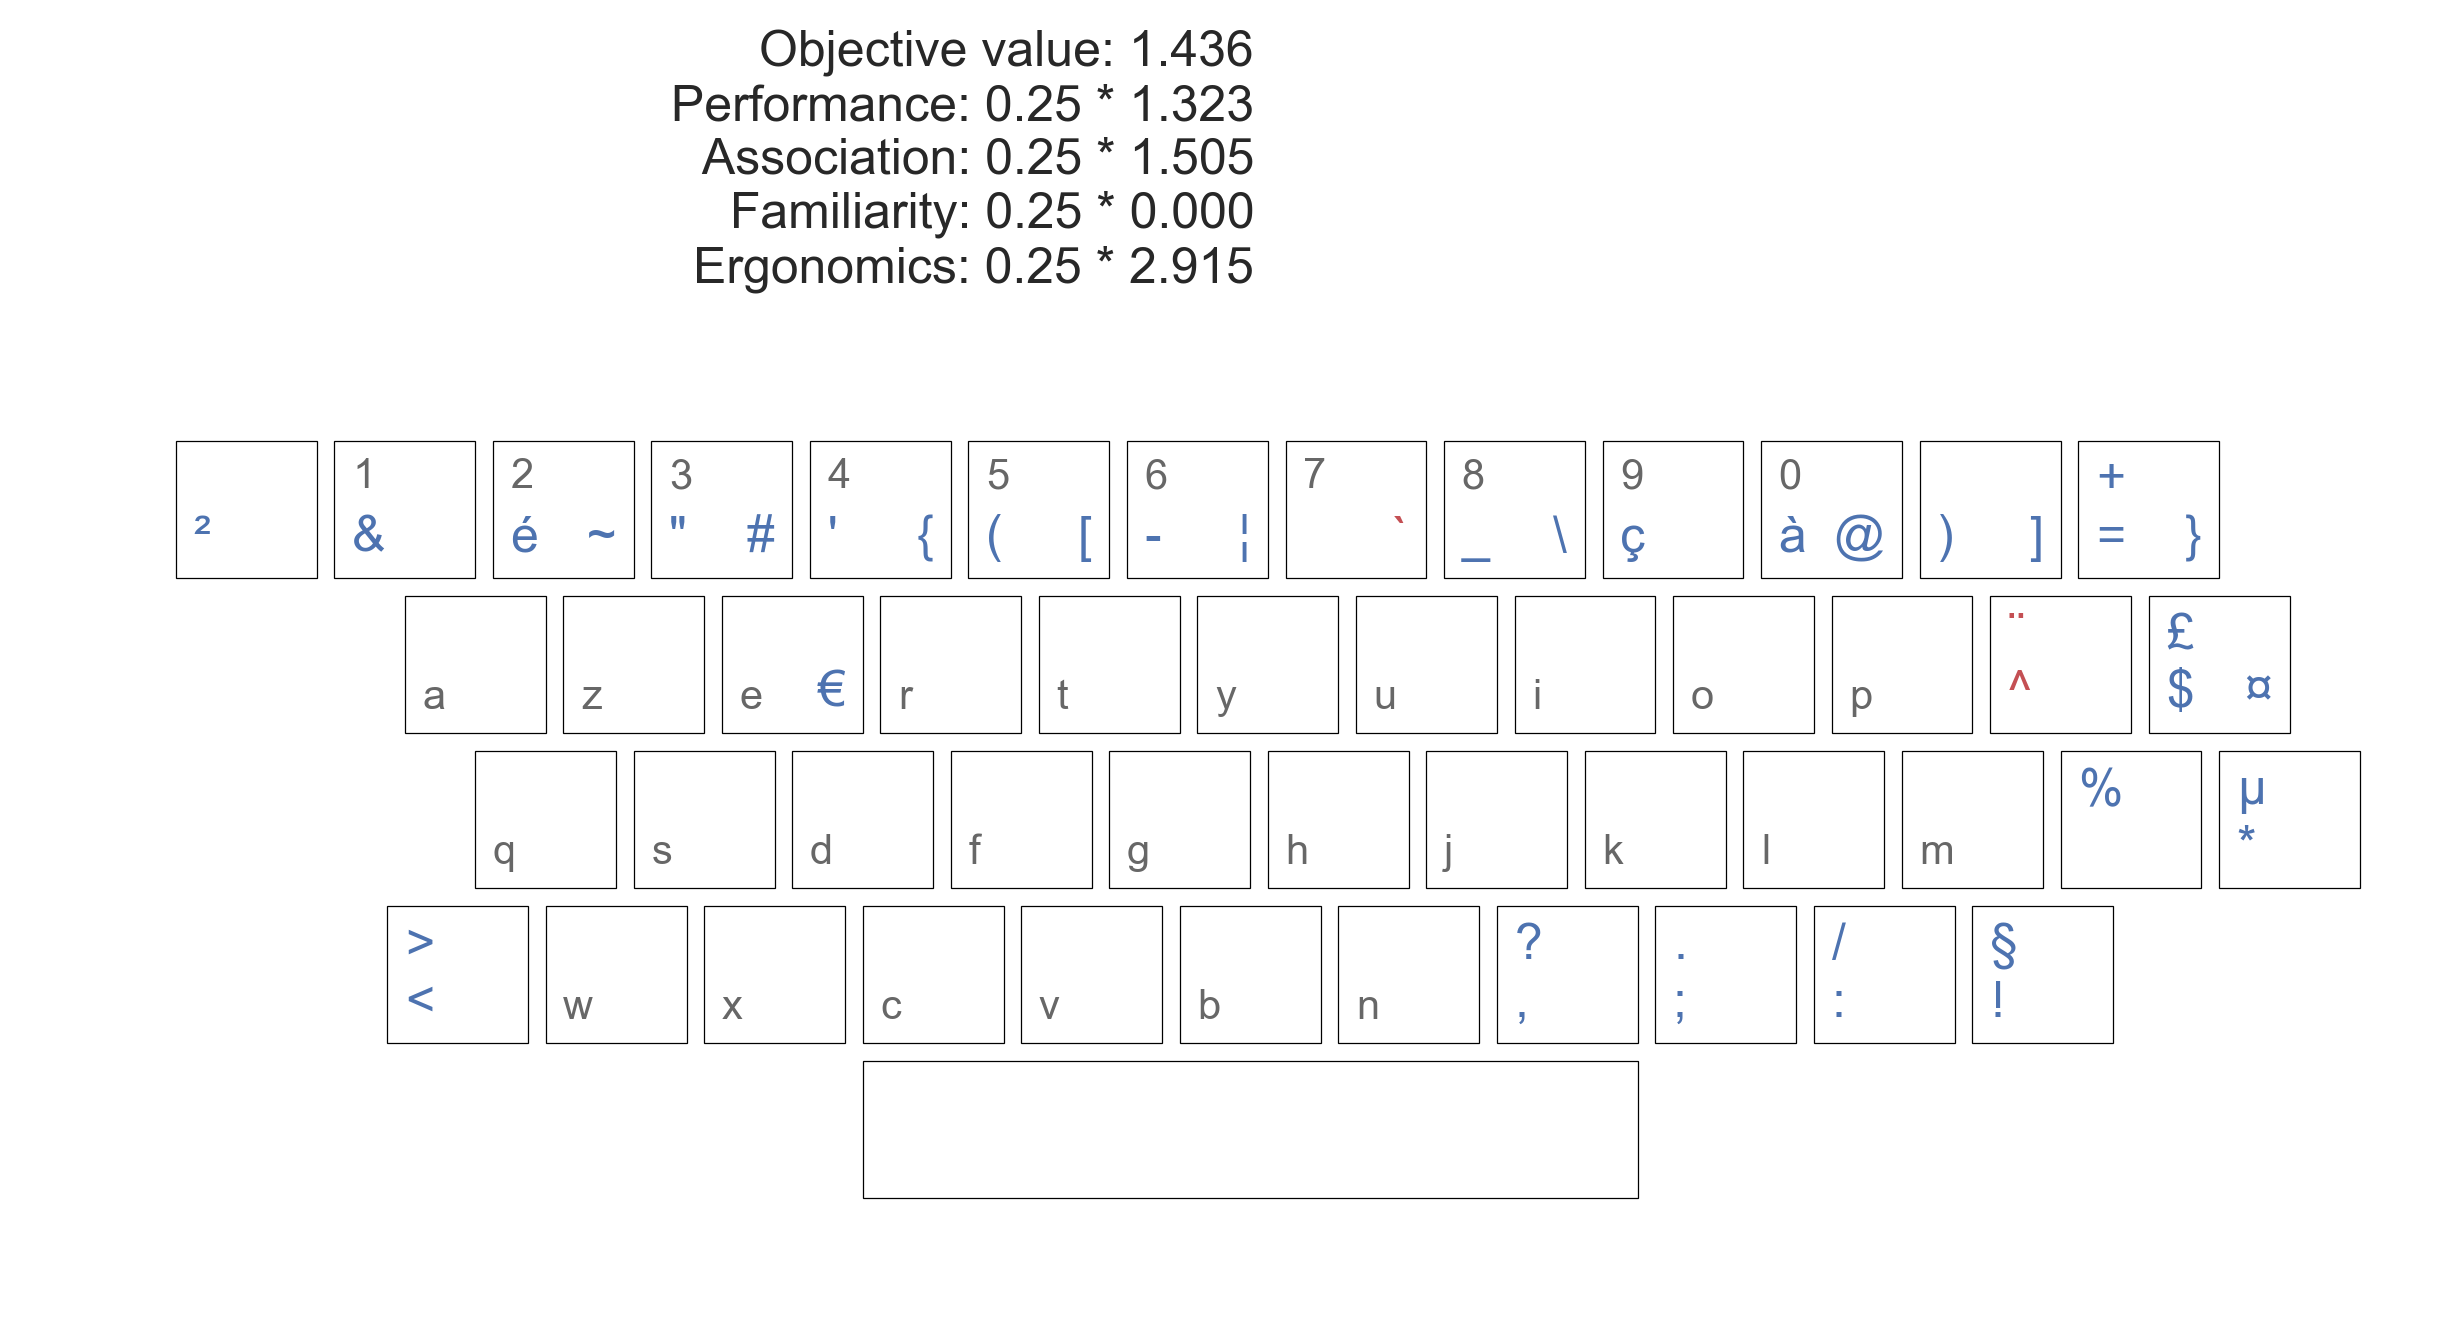 Objective value: 1.436
Performance: 0.25 * 1.323
Association: 0.25 * 1.505
Familiarity: 0.25 * 0.000
Ergonomics: 0.25 * 2.915
1 2 3 4 5 6 7 8 9 0 +
² & é ~ " # ' { ( [ - ¦ ` _ \ ç à @ ) ] = }
¨ £
a z e € r t y u i o p ^ $ ¤
% µ
q s d f g h j k l m *
> ? . / §
< w x c v b n , ; : !